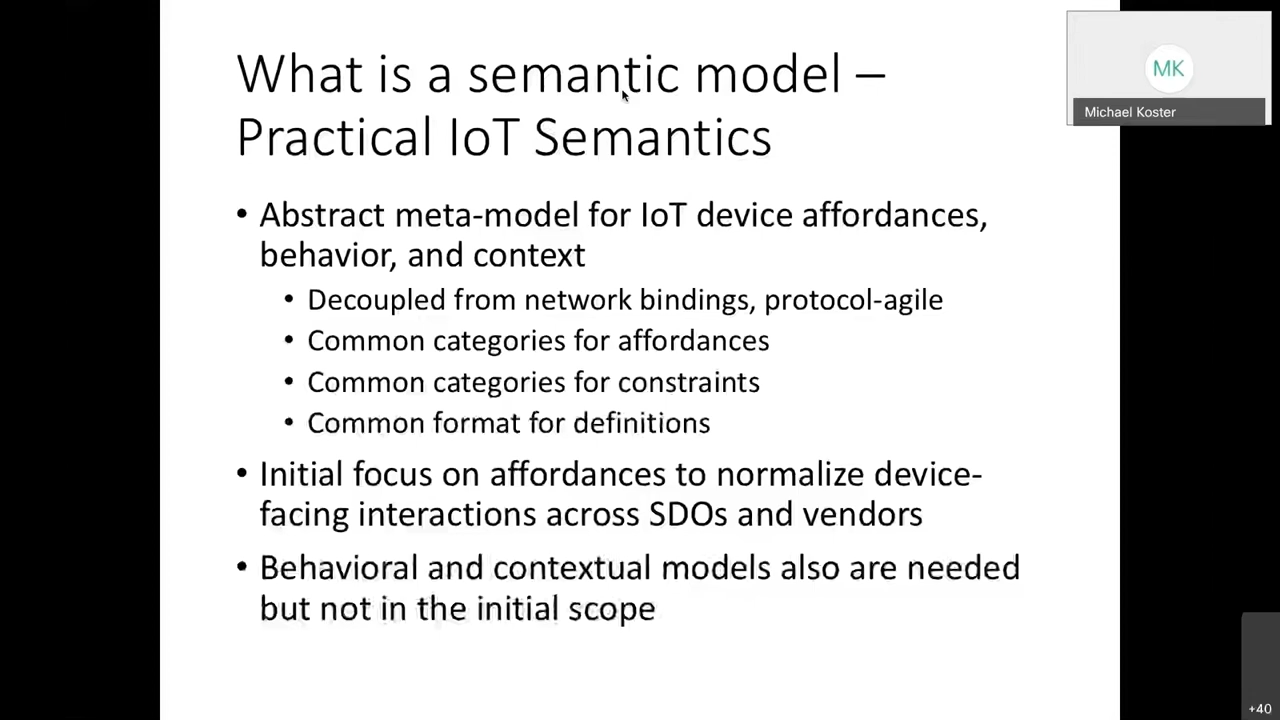 What is a semantic model –
Practical IoT Semantics
• Abstract meta-model for IoT device affordances,
behavior, and context
• Decoupled from network bindings, protocol-agile
• Common categories for affordances
• Common categories for constraints
• Common format for definitions
• Initial focus on affordances to normalize device-
facing interactions across SDOs and vendors
• Behavioral and contextual models also are needed
but not in the initial scope
MK
Michael Koster
+40